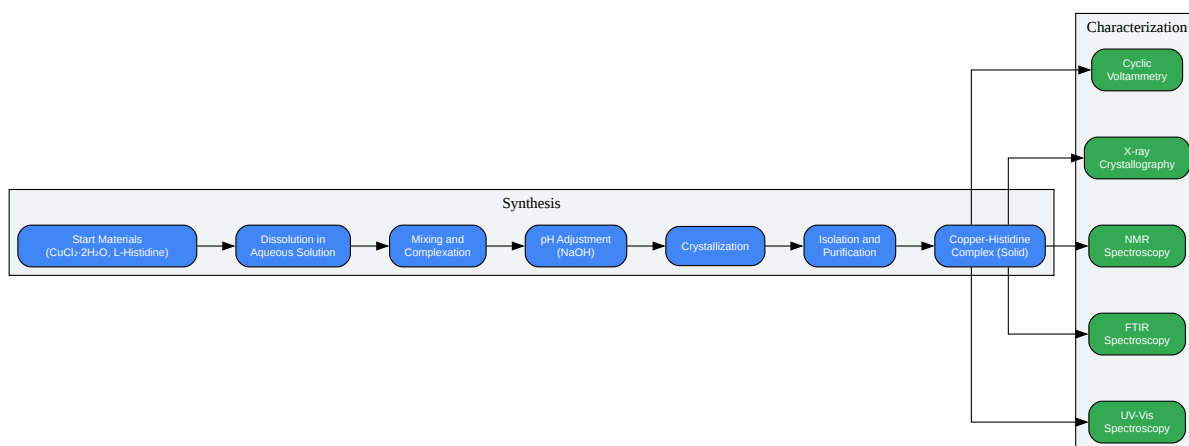 Characterization
Cyclic
Voltammetry
X-ray
Crystallography
Synthesis
Start Materials
(CuCl₂·2H₂O, L-Histidine)
Dissolution in
Aqueous Solution
Mixing and
Complexation
pH Adjustment
(NaOH)
Crystallization
Isolation and
Purification
Copper-Histidine
Complex (Solid)
NMR
Spectroscopy
FTIR
Spectroscopy
UV-Vis
Spectroscopy